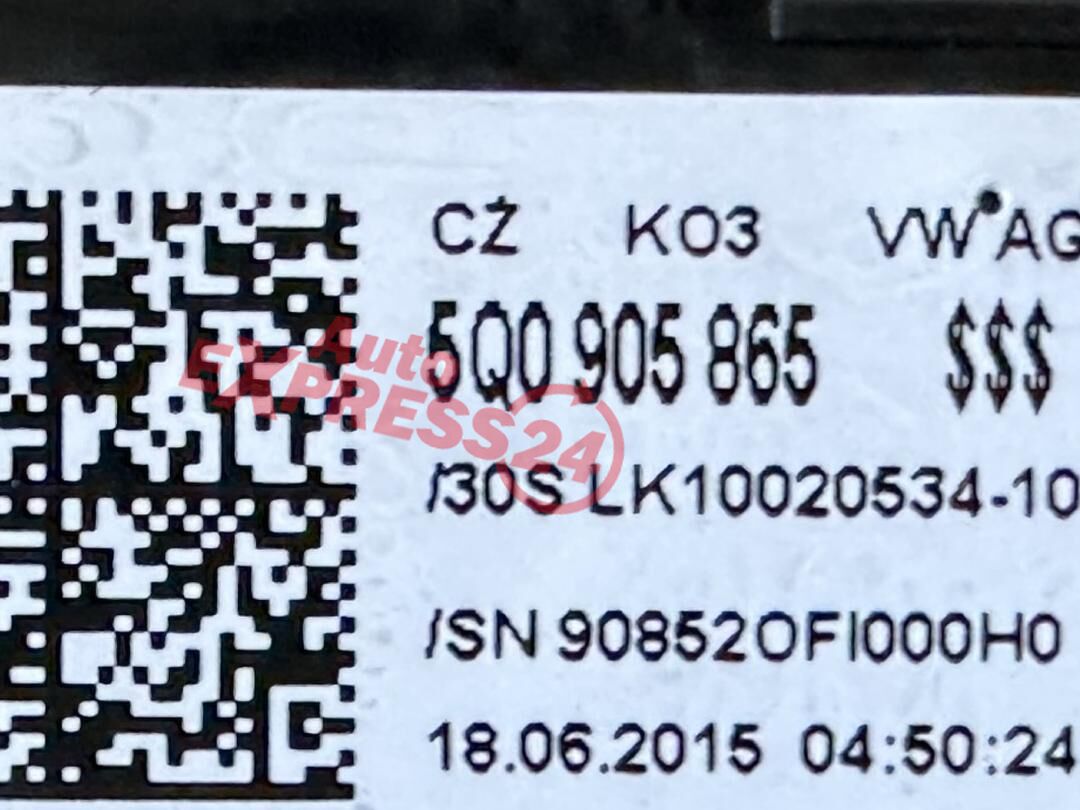 CŻ KO3 VW AG
5Q0 905 865 $$$
/30S LK10020534-10
/SN 90852OFI000H0
18.06.2015 04:50:24
Auto
EXPRESS24